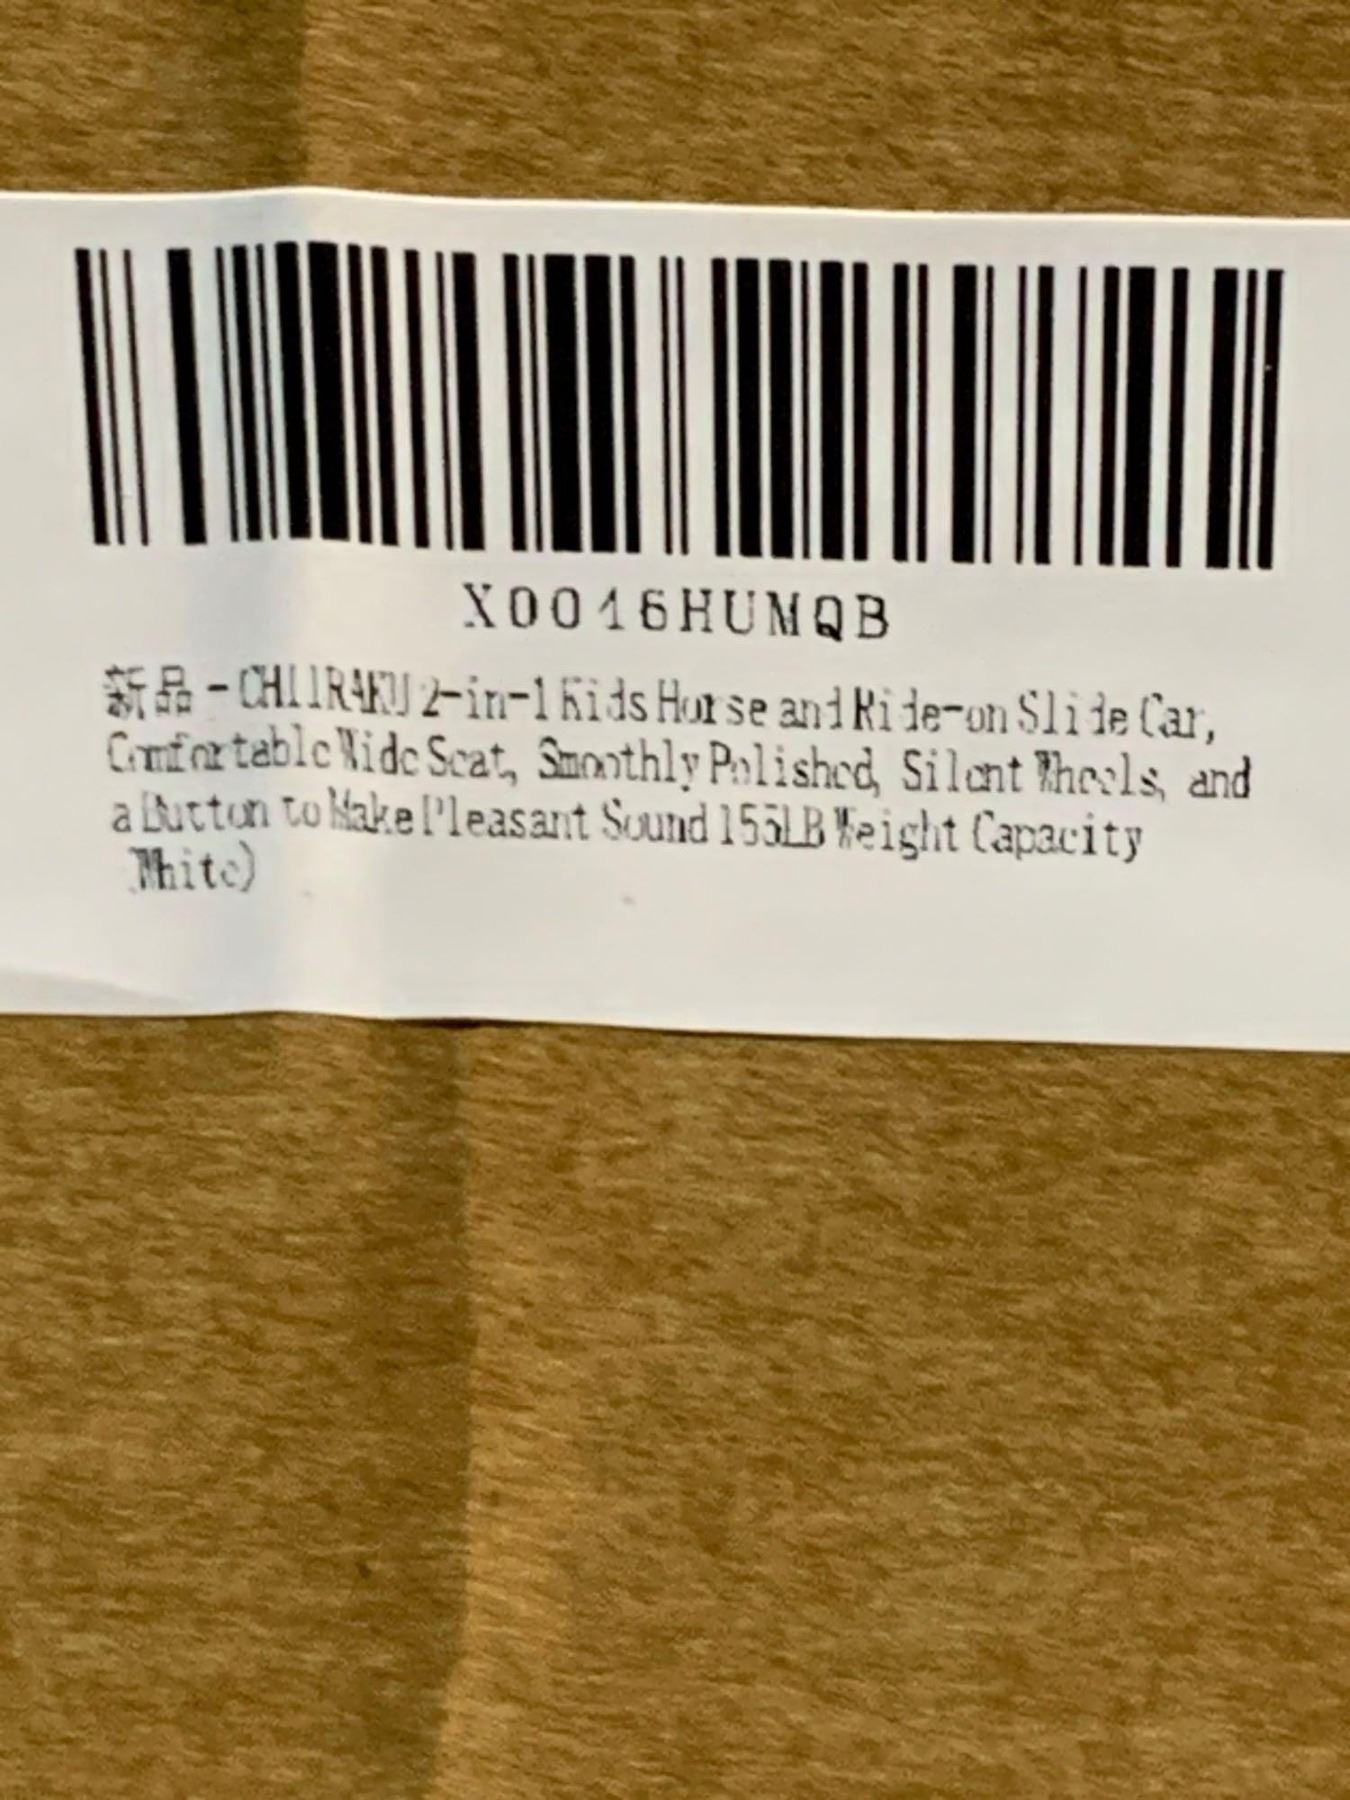 X0016HUMQB
新品 - CHIIRAKU 2-in-1 Kids Horse and Ride-on Slide Car,
Comfortable Wide Seat, Smoothly Polished, Silent Wheels, and
a Button to Make Pleasant Sound 155LB Weight Capacity
White)